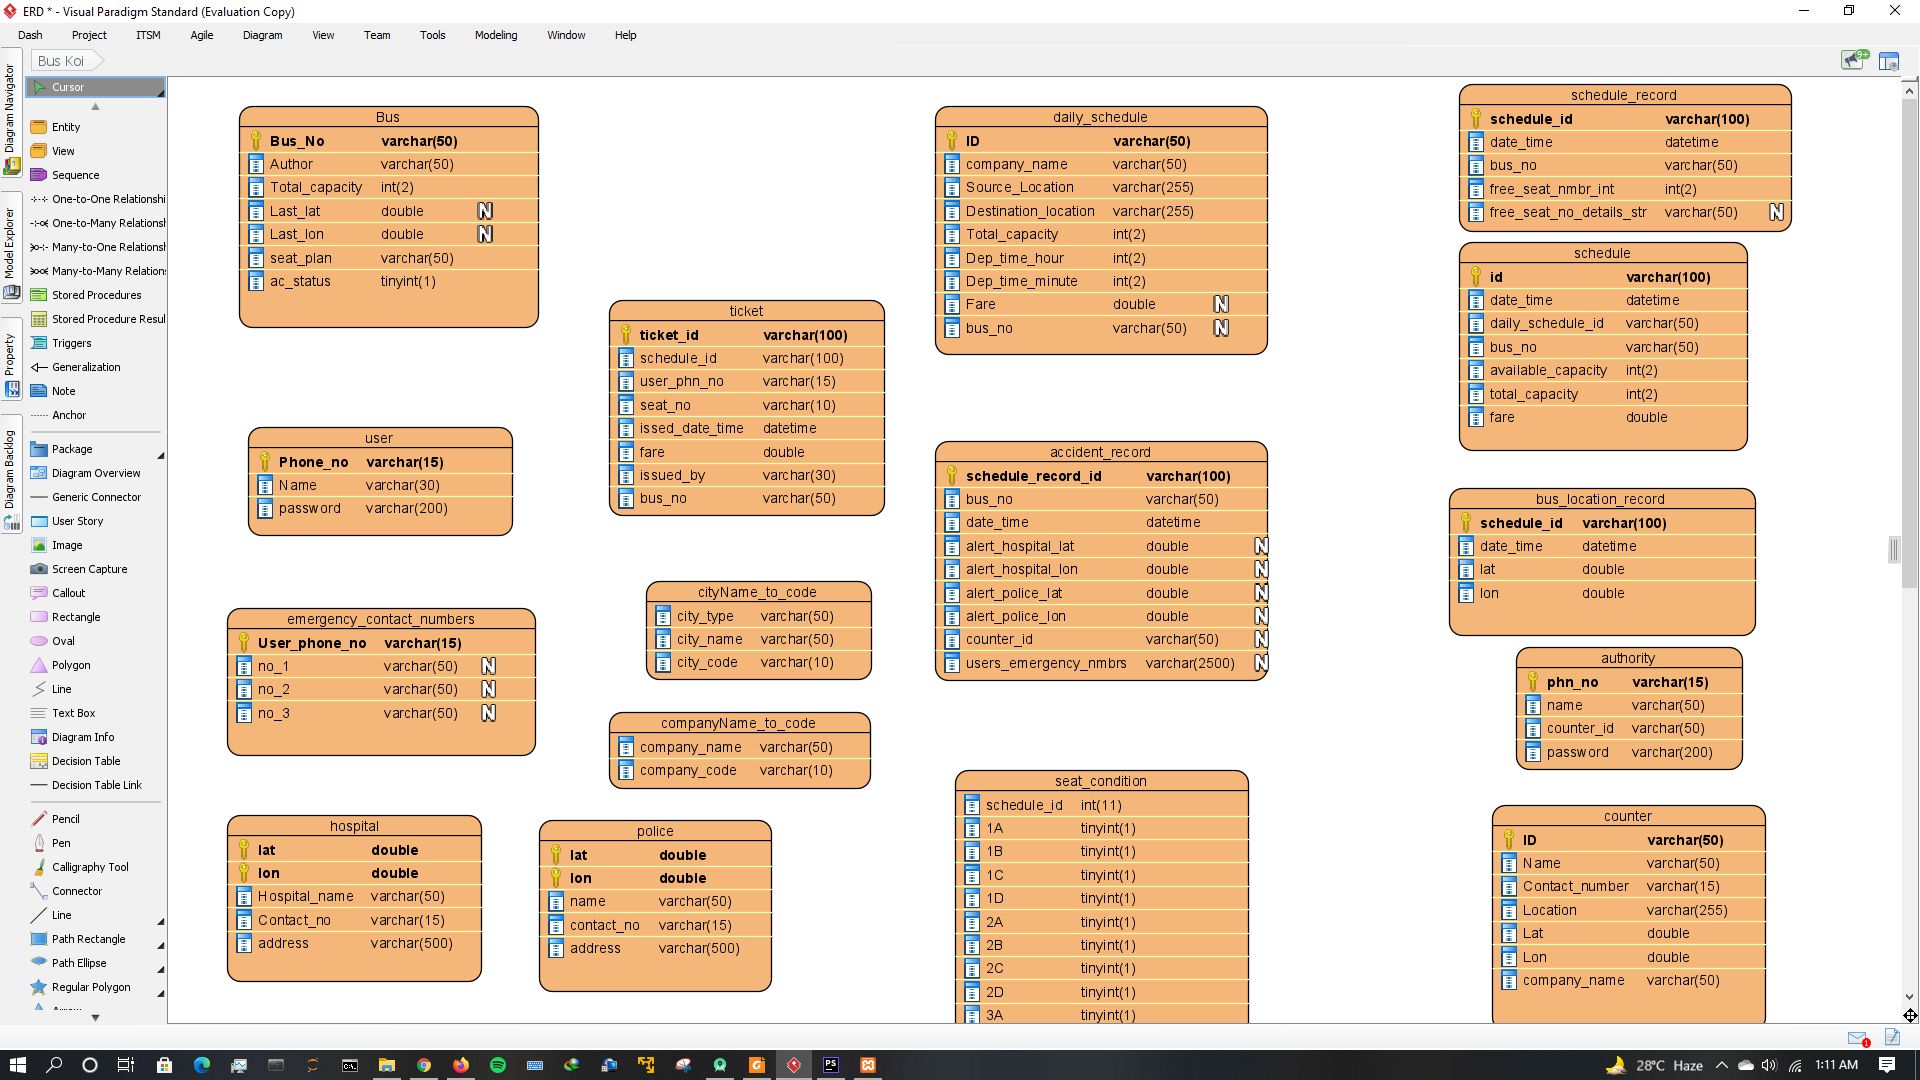 ERD * - Visual Paradigm Standard (Evaluation Copy)
Dash Project ITSM Agile Diagram View Team Tools Modeling Window Help
Bus Koi
9+
Diagram Navigator
Model Explorer
Property
Diagram Backlog
Cursor
Entity
View
Sequence
One-to-One Relationshi
One-to-Many Relationsh
Many-to-One Relationsh
Many-to-Many Relation
Stored Procedures
Stored Procedure Resul
Triggers
Generalization
Note
Anchor
Package
Diagram Overview
Generic Connector
User Story
Image
Screen Capture
Callout
Rectangle
Oval
Polygon
Line
Text Box
Diagram Info
Decision Table
Decision Table Link
Pencil
Pen
Calligraphy Tool
Connector
Line
Path Rectangle
Path Ellipse
Regular Polygon
Bus
Bus_No varchar(50)
Author varchar(50)
Total_capacity int(2)
Last_lat double N
Last_lon double N
seat_plan varchar(50)
ac_status tinyint(1)
user
Phone_no varchar(15)
Name varchar(30)
password varchar(200)
emergency_contact_numbers
User_phone_no varchar(15)
no_1 varchar(50) N
no_2 varchar(50) N
no_3 varchar(50) N
hospital
lat double
lon double
Hospital_name varchar(50)
Contact_no varchar(15)
address varchar(500)
ticket
ticket_id varchar(100)
schedule_id varchar(100)
user_phn_no varchar(15)
seat_no varchar(10)
issed_date_time datetime
fare double
issued_by varchar(30)
bus_no varchar(50)
cityName_to_code
city_type varchar(50)
city_name varchar(50)
city_code varchar(10)
companyName_to_code
company_name varchar(50)
company_code varchar(10)
police
lat double
lon double
name varchar(50)
contact_no varchar(15)
address varchar(500)
daily_schedule
ID varchar(50)
company_name varchar(50)
Source_Location varchar(255)
Destination_location varchar(255)
Total_capacity int(2)
Dep_time_hour int(2)
Dep_time_minute int(2)
Fare double N
bus_no varchar(50) N
accident_record
schedule_record_id varchar(100)
bus_no varchar(50)
date_time datetime
alert_hospital_lat double N
alert_hospital_lon double N
alert_police_lat double N
alert_police_lon double N
counter_id varchar(50) N
users_emergency_nmbrs varchar(2500) N
seat_condition
schedule_id int(11)
1A tinyint(1)
1B tinyint(1)
1C tinyint(1)
1D tinyint(1)
2A tinyint(1)
2B tinyint(1)
2C tinyint(1)
2D tinyint(1)
3A tinyint(1)
schedule_record
schedule_id varchar(100)
date_time datetime
bus_no varchar(50)
free_seat_nmbr_int int(2)
free_seat_no_details_str varchar(50) N
schedule
id varchar(100)
date_time datetime
daily_schedule_id varchar(50)
bus_no varchar(50)
available_capacity int(2)
total_capacity int(2)
fare double
bus_location_record
schedule_id varchar(100)
date_time datetime
lat double
lon double
authority
phn_no varchar(15)
name varchar(50)
counter_id varchar(50)
password varchar(200)
counter
ID varchar(50)
Name varchar(50)
Contact_number varchar(15)
Location varchar(255)
Lat double
Lon double
company_name varchar(50)
1
PS
28°C Haze 1:11 AM